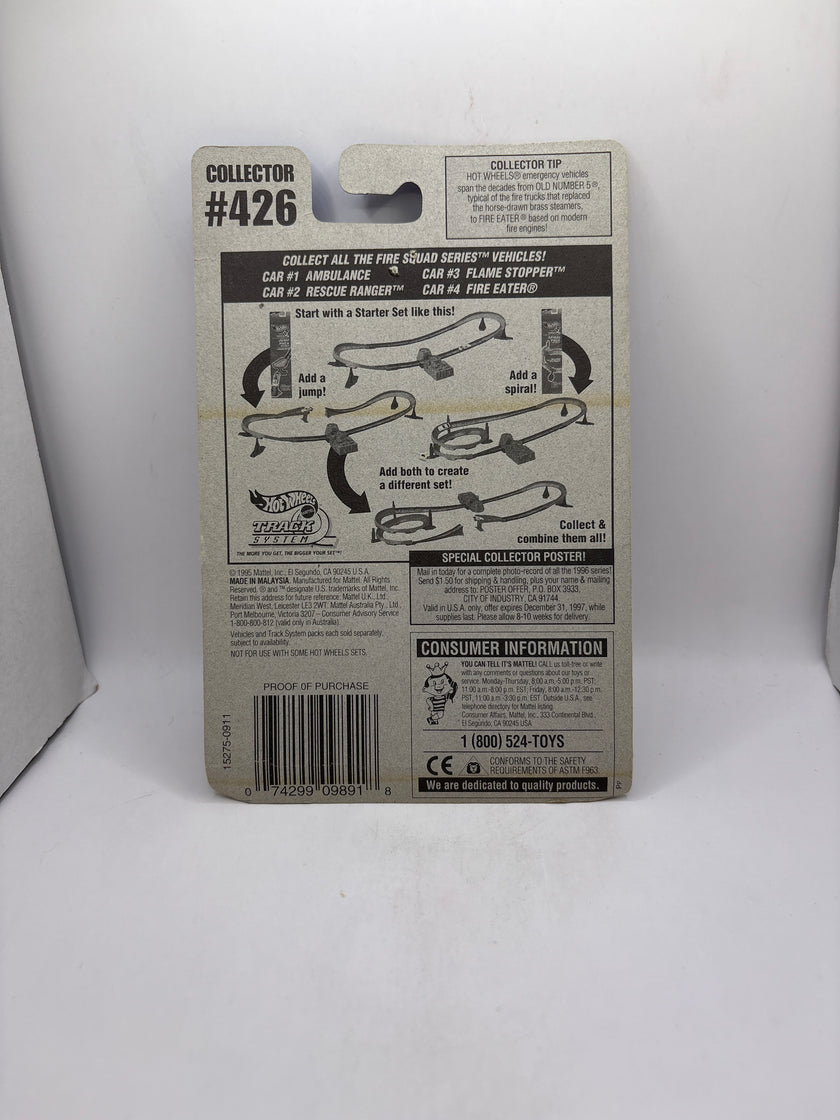 COLLECTOR
#426
COLLECTOR TIP
HOT WHEELS® emergency vehicles
span the decades from OLD NUMBER 5®,
typical of the fire trucks that replaced
the horse-drawn brass steamers,
to FIRE EATER® based on modern
fire engines!
COLLECT ALL THE FIRE SQUAD SERIES™ VEHICLES!
CAR #1 AMBULANCE CAR #3 FLAME STOPPER™
CAR #2 RESCUE RANGER™ CAR #4 FIRE EATER®
Start with a Starter Set like this!
Add a
jump!
Add a
spiral!
Add both to create
a different set!
Collect &
combine them all!
HOT WHEELS
TRACK
SYSTEM
THE MORE YOU GET, THE BIGGER YOUR SET™!
© 1995 Mattel, Inc., El Segundo, CA 90245 U.S.A.
MADE IN MALAYSIA. Manufactured for Mattel. All Rights
Reserved. ® and ™ designate U.S. trademarks of Mattel, Inc.
Retain this address for future reference: Mattel U.K., Ltd.,
Meridian West, Leicester LE3 2WT. Mattel Australia Pty., Ltd.,
Port Melbourne, Victoria 3207 – Consumer Advisory Service
1-800-800-812 (valid only in Australia).
Vehicles and Track System packs each sold separately,
subject to availability.
NOT FOR USE WITH SOME HOT WHEELS SETS.
SPECIAL COLLECTOR POSTER!
Mail in today for a complete photo-record of all the 1996 series!
Send $1.50 for shipping & handling, plus your name & mailing
address to: POSTER OFFER, P.O. BOX 3933,
CITY OF INDUSTRY, CA 91744
Valid in U.S.A. only, offer expires December 31, 1997, while
supplies last. Please allow 8-10 weeks for delivery.
CONSUMER INFORMATION
YOU CAN TELL IT'S MATTEL! CALL us toll-free or write
with any comments or questions about our toys or
service. Monday-Thursday, 8:00 a.m.-5:00 p.m. PST,
11:00 a.m.-8:00 p.m. EST; Friday, 8:00 a.m.-12:30 p.m.
PST, 11:00 a.m.-3:30 p.m. EST. Outside U.S.A., see
telephone directory for Mattel listing.
Consumer Affairs, Mattel, Inc., 333 Continental Blvd.,
El Segundo, CA 90245 USA
1 (800) 524-TOYS
CE
CONFORMS TO THE SAFETY
REQUIREMENTS OF ASTM F963.
We are dedicated to quality products.
PROOF OF PURCHASE
15275-0911
0 74299 09891 8